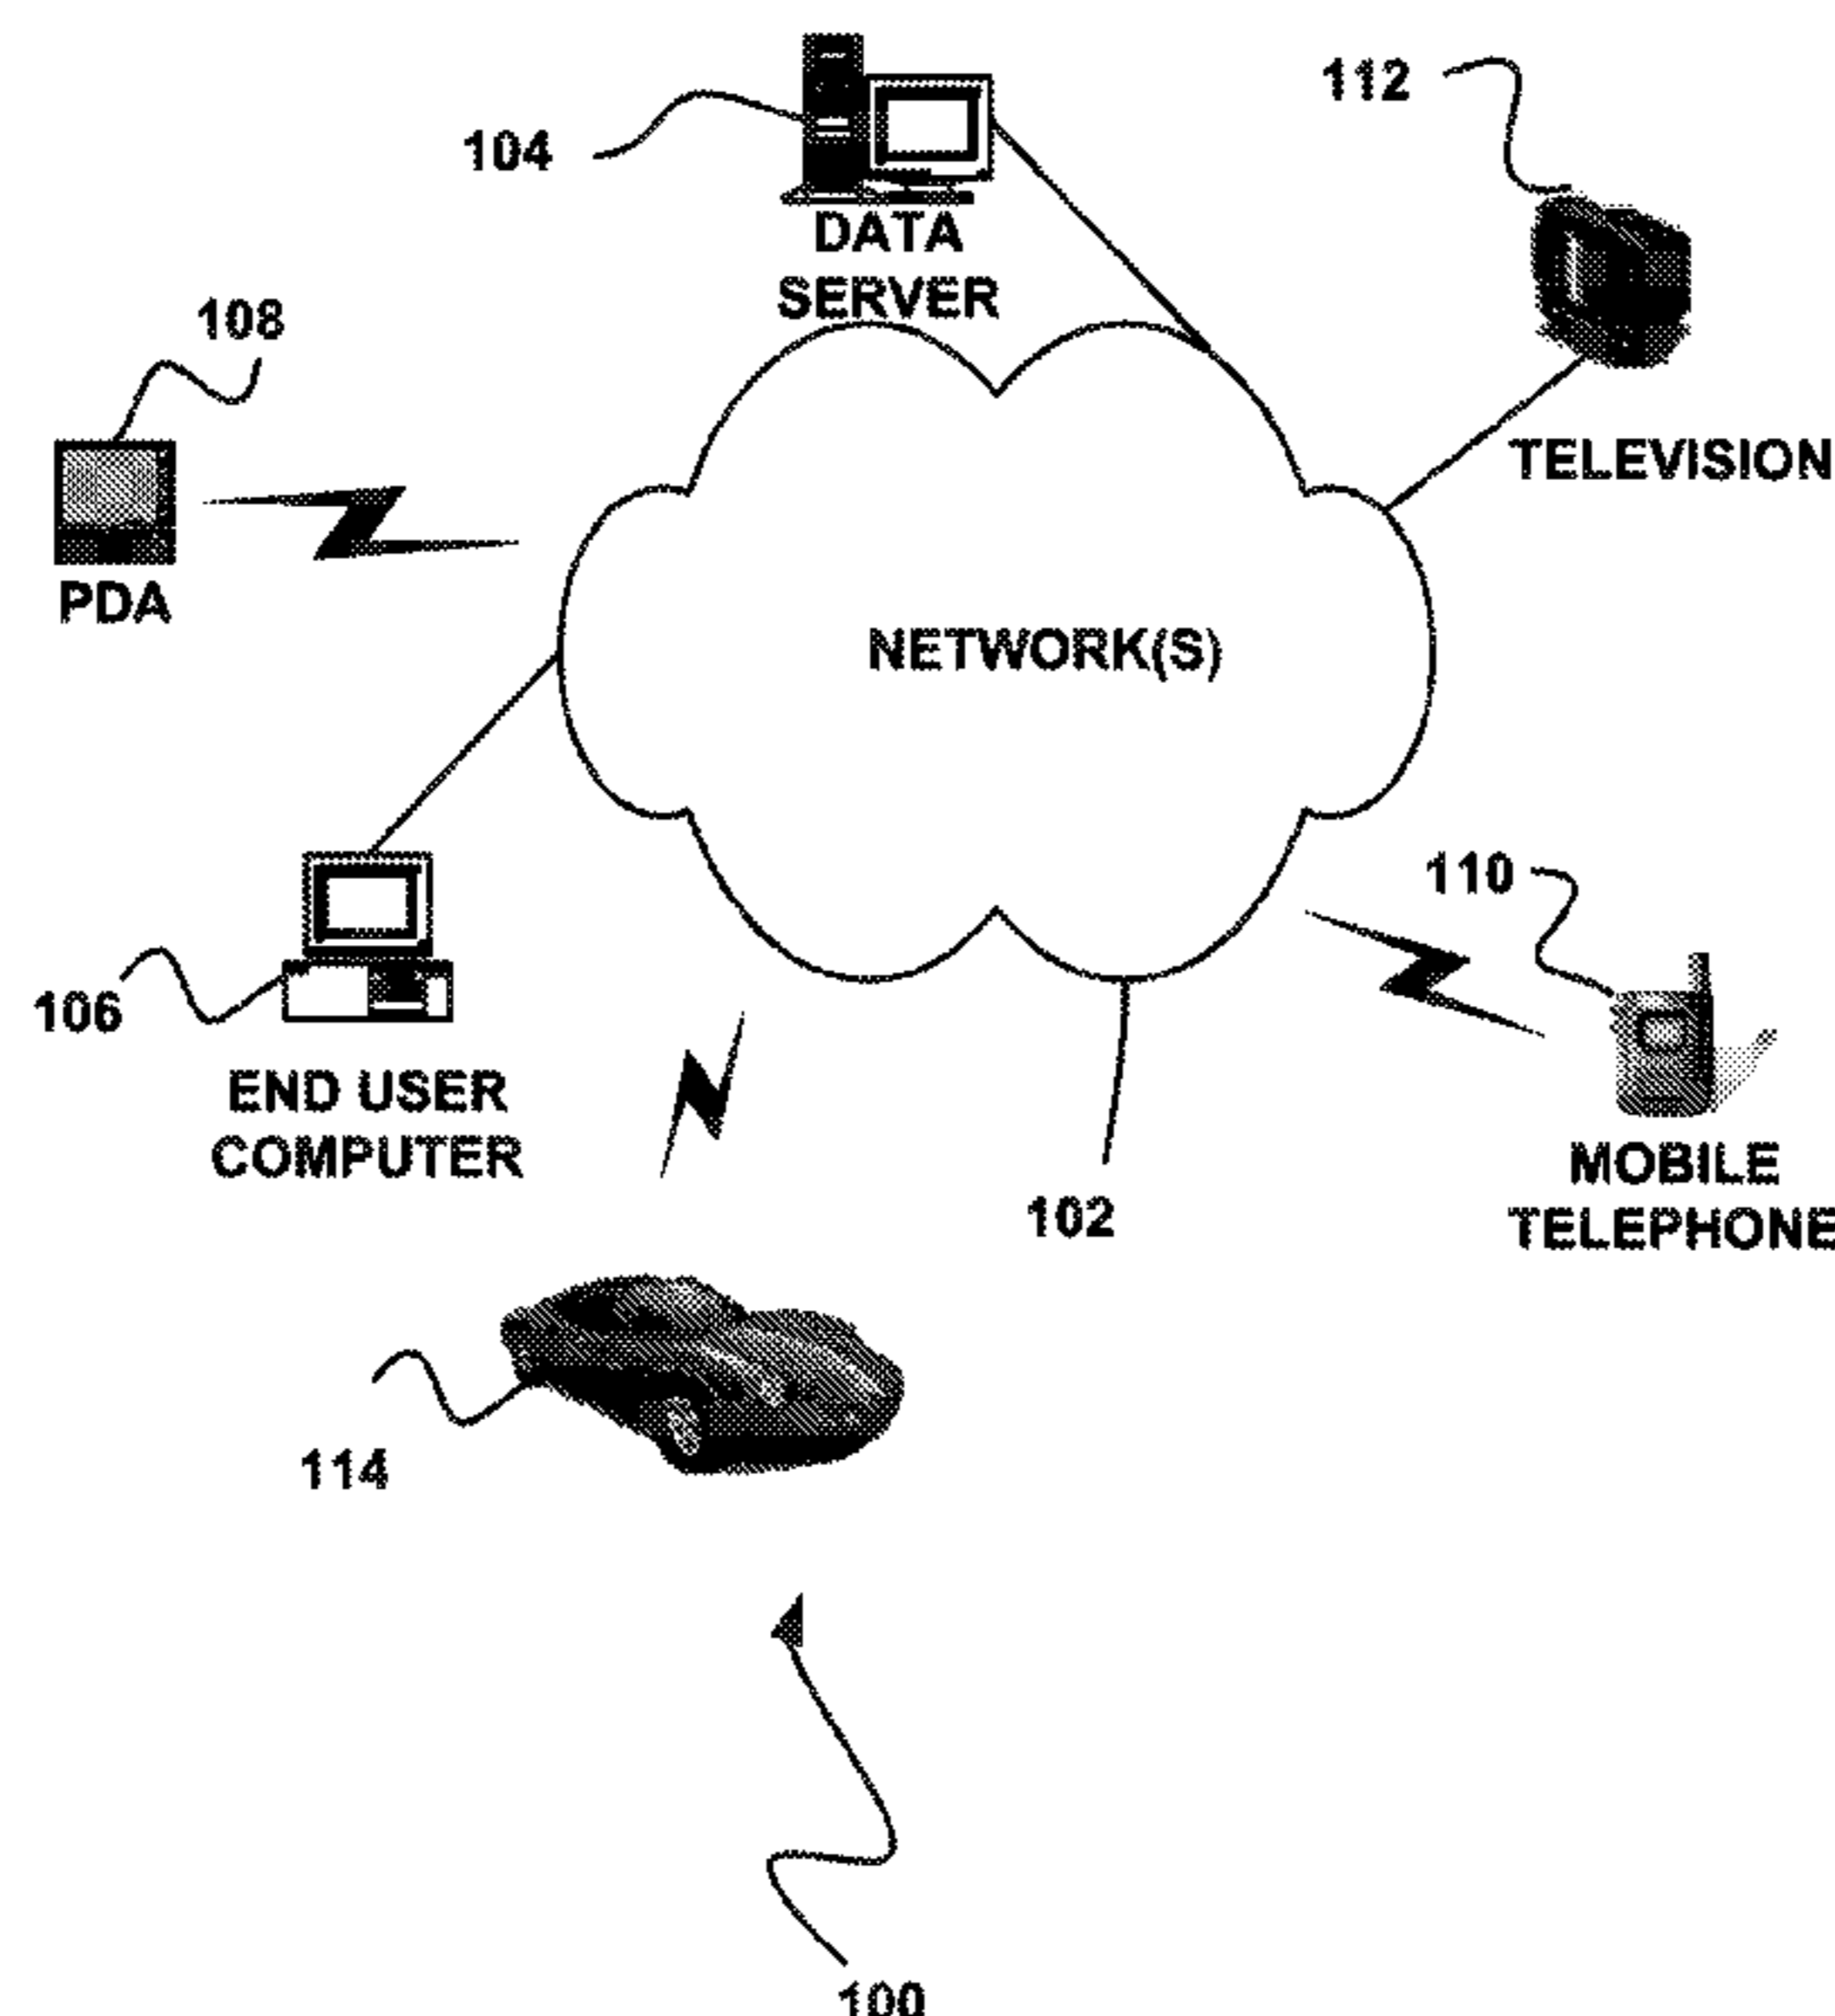 112
104
DATA
SERVER
108
TELEVISION
PDA
NETWORK(S)
110
106
END USER
COMPUTER
MOBILE
TELEPHONE
102
114
100